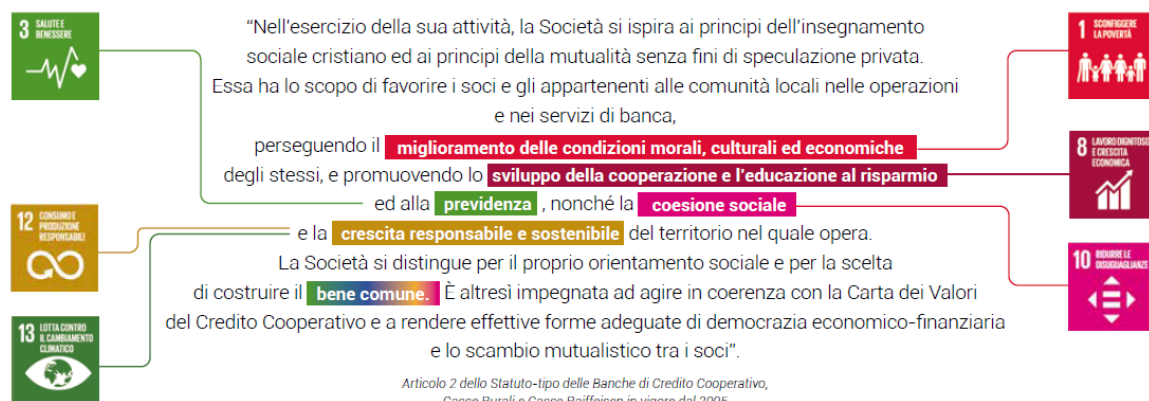 3 SALUTE E
BENESSERE
"Nell'esercizio della sua attività, la Società si ispira ai principi dell'insegnamento
sociale cristiano ed ai principi della mutualità senza fini di speculazione privata.
Essa ha lo scopo di favorire i soci e gli appartenenti alle comunità locali nelle operazioni
e nei servizi di banca,
perseguendo il miglioramento delle condizioni morali, culturali ed economiche
degli stessi, e promuovendo lo sviluppo della cooperazione e l'educazione al risparmio
ed alla previdenza , nonché la coesione sociale
e la crescita responsabile e sostenibile del territorio nel quale opera.
La Società si distingue per il proprio orientamento sociale e per la scelta
di costruire il bene comune. È altresì impegnata ad agire in coerenza con la Carta dei Valori
del Credito Cooperativo e a rendere effettive forme adeguate di democrazia economico-finanziaria
e lo scambio mutualistico tra i soci".
Articolo 2 dello Statuto-tipo delle Banche di Credito Cooperativo,
Casse Rurali e Casse Raiffeisen in vigore dal 2005
12 CONSUMO E
PRODUZIONE
RESPONSABILI
13 LOTTA CONTRO
IL CAMBIAMENTO
CLIMATICO
1 SCONFIGGERE
LA POVERTÀ
8 LAVORO DIGNITOSO
E CRESCITA
ECONOMICA
10 RIDURRE LE
DISUGUAGLIANZE